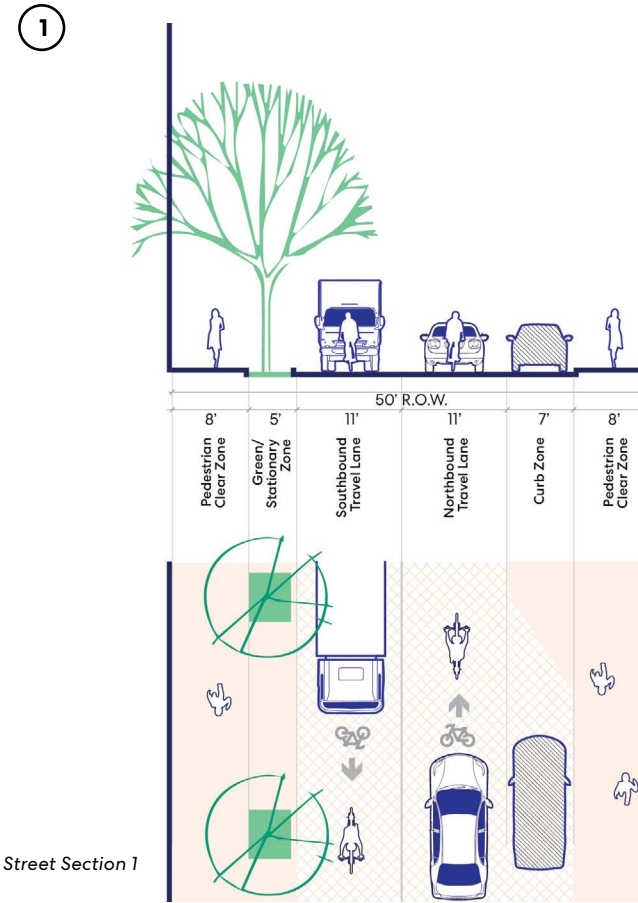 1
50' R.O.W.
8'
5'
11'
11'
7'
8'
Pedestrian
Clear Zone
Green/
Stationary
Zone
Southbound
Travel Lane
Northbound
Travel Lane
Curb Zone
Pedestrian
Clear Zone
Street Section 1